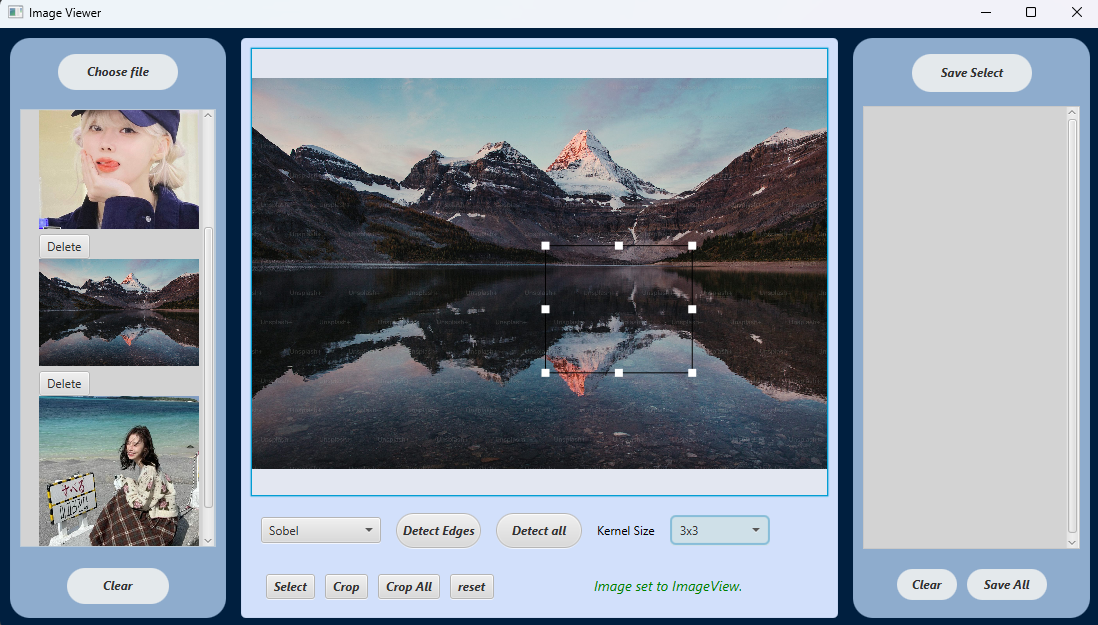 Image Viewer
Choose file
Delete
Delete
Clear
Sobel
Detect Edges
Detect all
Kernel Size
3x3
Select
Crop
Crop All
reset
Image set to ImageView.
Save Select
Clear
Save All